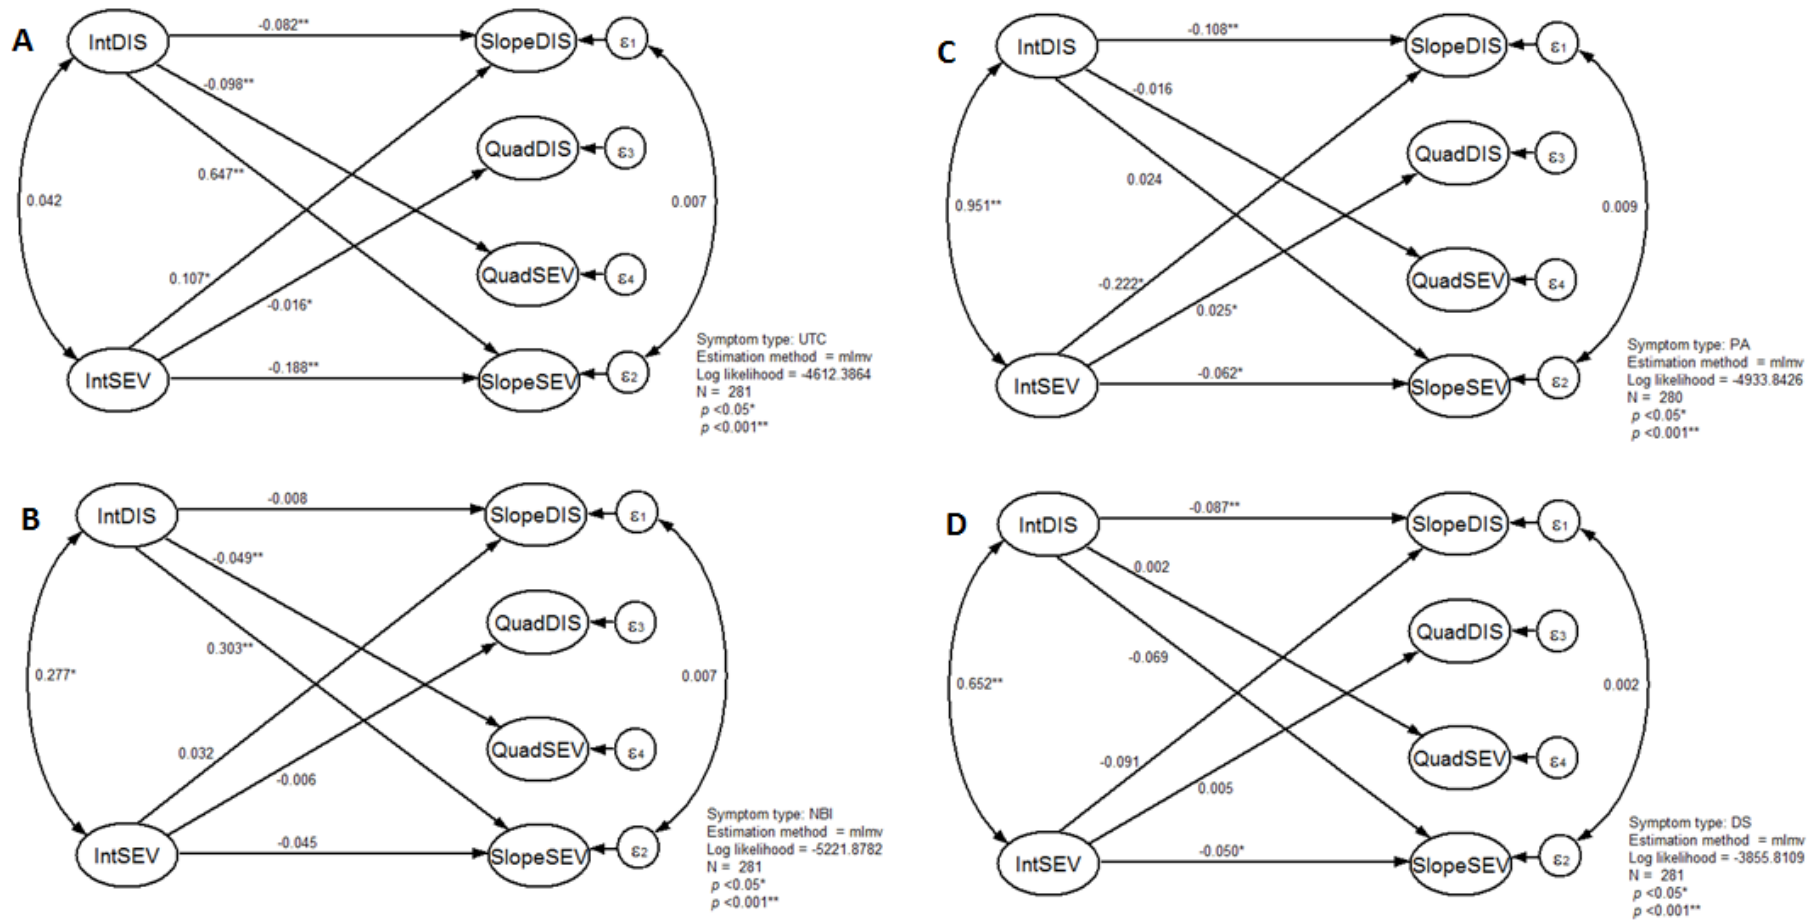 A
IntDIS
-0.082**
SlopeDIS
ε1
-0.098**
QuadDIS
ε3
0.647**
0.042
0.007
0.107*
QuadSEV
ε4
-0.016*
IntSEV
-0.188**
SlopeSEV
ε2
Symptom type: UTC
Estimation method = mlmv
Log likelihood = -4612.3864
N = 281
p <0.05*
p <0.001**
C
IntDIS
-0.108**
SlopeDIS
ε1
-0.016
QuadDIS
ε3
0.024
0.951**
0.009
-0.222*
QuadSEV
ε4
0.025*
IntSEV
-0.062*
SlopeSEV
ε2
Symptom type: PA
Estimation method = mlmv
Log likelihood = -4933.8426
N = 280
p <0.05*
p <0.001**
B
IntDIS
-0.008
SlopeDIS
ε1
-0.049**
QuadDIS
ε3
0.303**
0.277*
0.007
0.032
QuadSEV
ε4
-0.006
IntSEV
-0.045
SlopeSEV
ε2
Symptom type: NBI
Estimation method = mlmv
Log likelihood = -5221.8782
N = 281
p <0.05*
p <0.001**
D
IntDIS
-0.087**
SlopeDIS
ε1
0.002
QuadDIS
ε3
-0.069
0.652**
0.002
-0.091
QuadSEV
ε4
0.005
IntSEV
-0.050*
SlopeSEV
ε2
Symptom type: DS
Estimation method = mlmv
Log likelihood = -3855.8109
N = 281
p <0.05*
p <0.001**